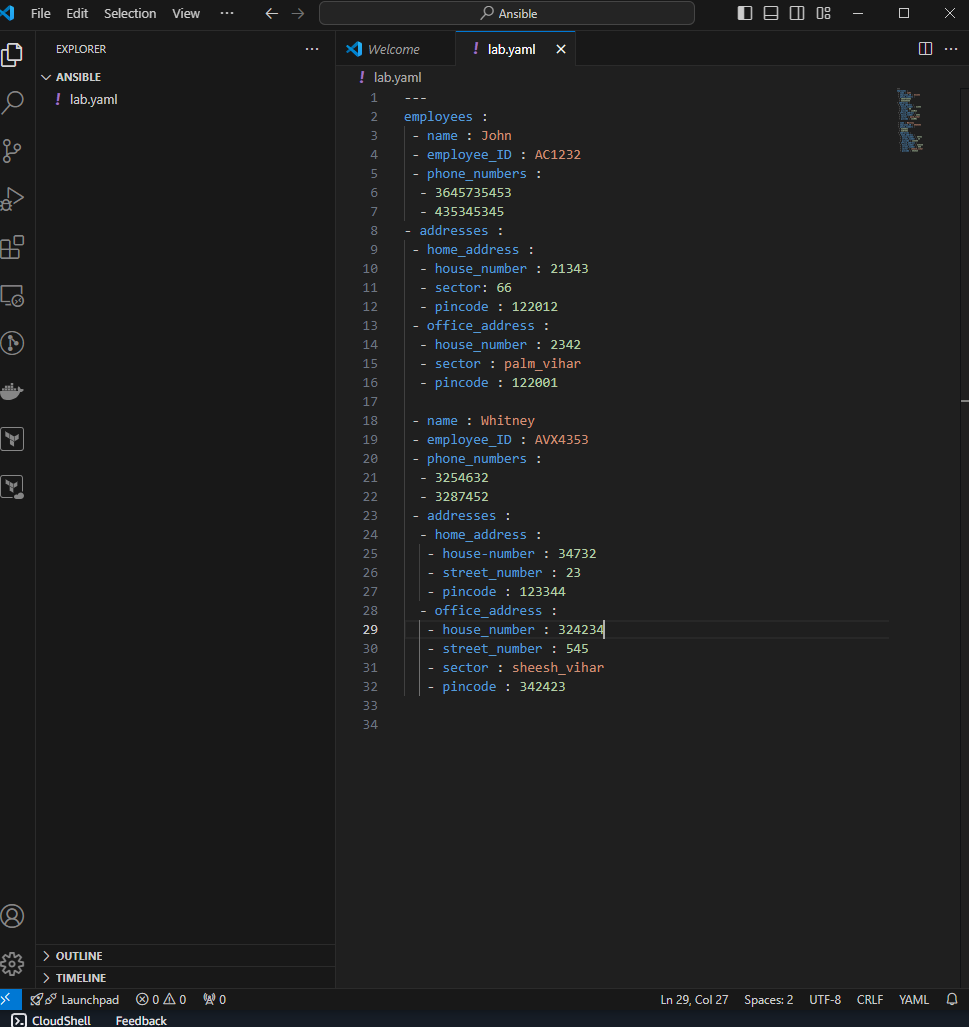 File Edit Selection View ··· Ansible
EXPLORER ···
Welcome ! lab.yaml
ANSIBLE
! lab.yaml
! lab.yaml
1 ---
2 employees :
3  - name : John
4  - employee_ID : AC1232
5  - phone_numbers :
6   - 3645735453
7   - 435345345
8 - addresses :
9  - home_address :
10   - house_number : 21343
11   - sector: 66
12   - pincode : 122012
13  - office_address :
14   - house_number : 2342
15   - sector : palm_vihar
16   - pincode : 122001
17
18  - name : Whitney
19  - employee_ID : AVX4353
20  - phone_numbers :
21   - 3254632
22   - 3287452
23  - addresses :
24   - home_address :
25    - house-number : 34732
26    - street_number : 23
27    - pincode : 123344
28   - office_address :
29    - house_number : 324234
30    - street_number : 545
31    - sector : sheesh_vihar
32    - pincode : 342423
33
34
OUTLINE
TIMELINE
Launchpad 0 0 0 Ln 29, Col 27 Spaces: 2 UTF-8 CRLF YAML
CloudShell Feedback